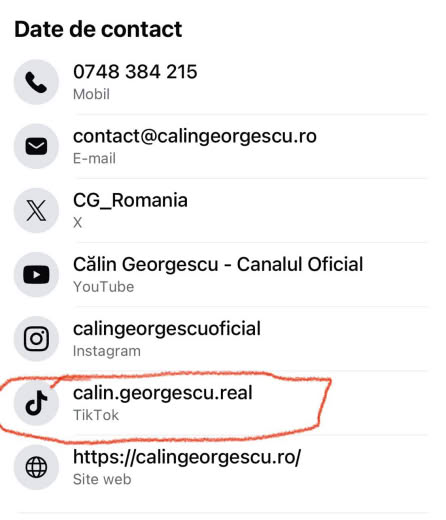 Date de contact
0748 384 215
Mobil
contact@calingeorgescu.ro
E-mail
CG_Romania
X
Călin Georgescu - Canalul Oficial
YouTube
calingeorgescuoficial
Instagram
calin.georgescu.real
TikTok
https://calingeorgescu.ro/
Site web